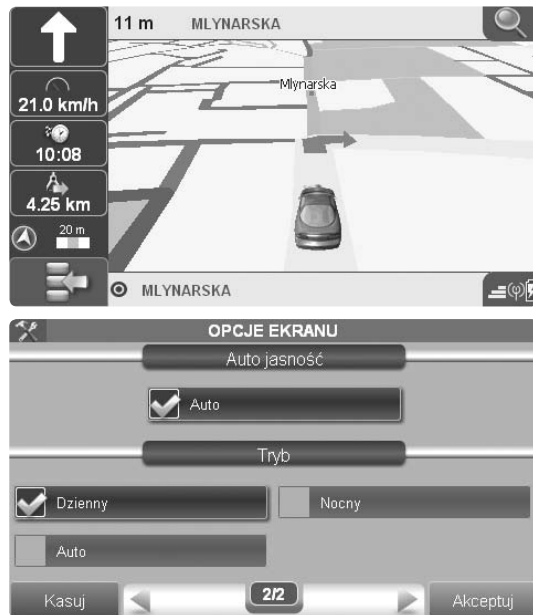 11 m MLYNARSKA
Mlynarska
21.0 km/h
10:08
4.25 km
20 m
MLYNARSKA
OPCJE EKRANU
Auto jasność
Auto
Tryb
Dzienny Nocny
Auto
Kasuj 2/2 Akceptuj